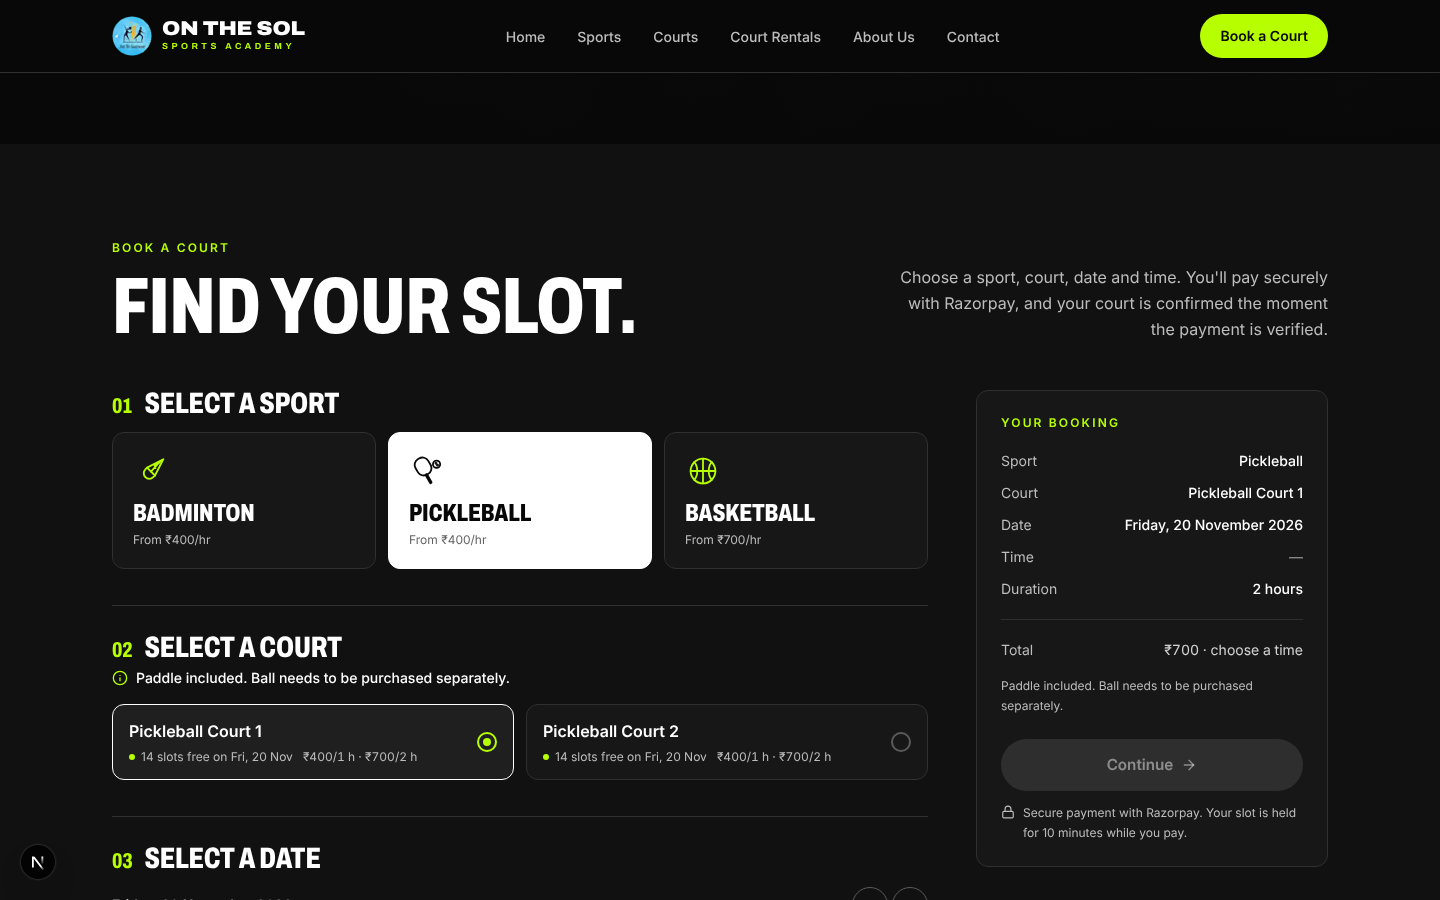 ON THE SOL
SPORTS ACADEMY
Home
Sports
Courts
Court Rentals
About Us
Contact
Book a Court
BOOK A COURT
FIND YOUR SLOT.
Choose a sport, court, date and time. You'll pay securely
with Razorpay, and your court is confirmed the moment
the payment is verified.
01 SELECT A SPORT
BADMINTON
From ₹400/hr
PICKLEBALL
From ₹400/hr
BASKETBALL
From ₹700/hr
02 SELECT A COURT
Paddle included. Ball needs to be purchased separately.
Pickleball Court 1
14 slots free on Fri, 20 Nov ₹400/1 h · ₹700/2 h
Pickleball Court 2
14 slots free on Fri, 20 Nov ₹400/1 h · ₹700/2 h
03 SELECT A DATE
YOUR BOOKING
Sport Pickleball
Court Pickleball Court 1
Date Friday, 20 November 2026
Time —
Duration 2 hours
Total ₹700 · choose a time
Paddle included. Ball needs to be purchased
separately.
Continue →
Secure payment with Razorpay. Your slot is held
for 10 minutes while you pay.
N